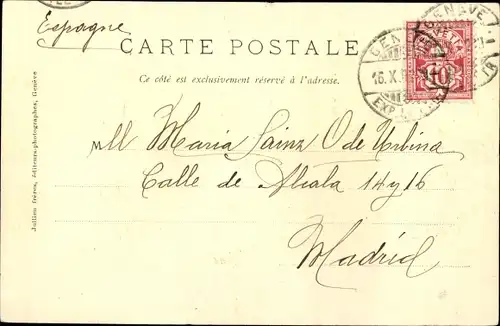 Espagne
CARTE POSTALE
Ce côté est exclusivement réservé à l'adresse.
Mll Maria Sainz O de Urbina
Calle de Alcala 14 y 16
Madrid
Jullien frères, éditeurs-photographes, Genève
GENÈVE
16.X
EXP
10